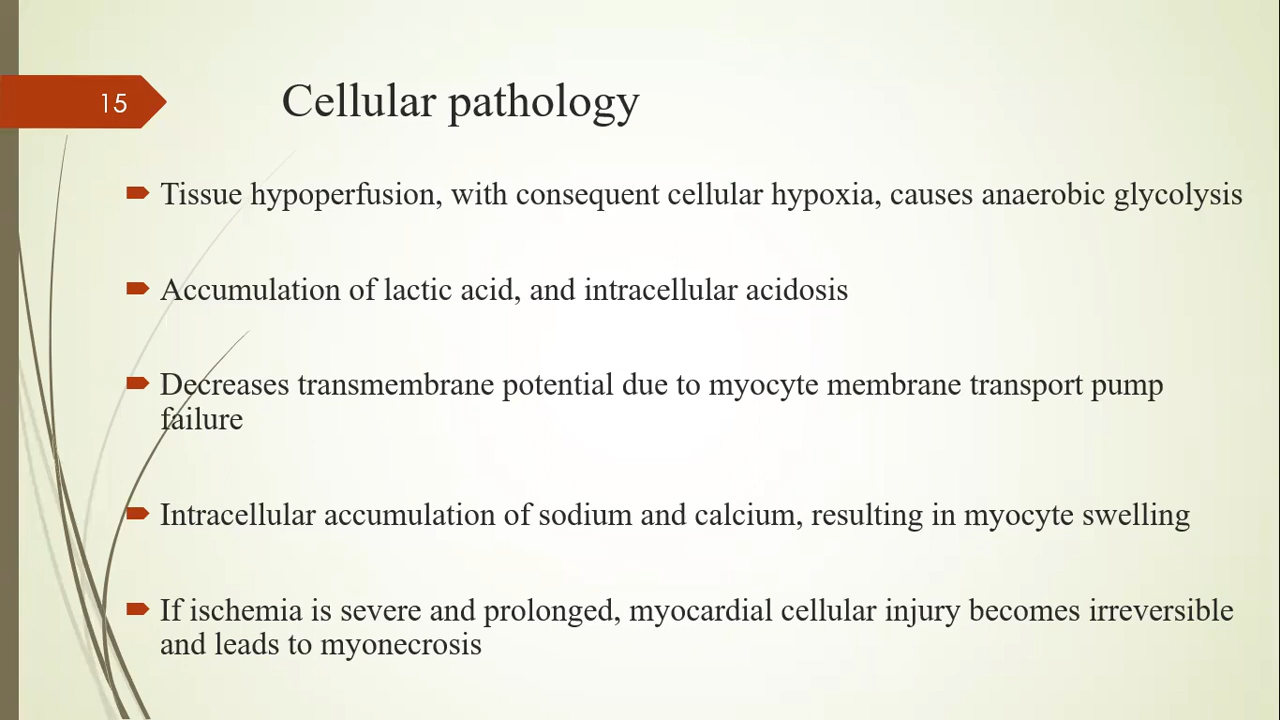 15
Cellular pathology
Tissue hypoperfusion, with consequent cellular hypoxia, causes anaerobic glycolysis
Accumulation of lactic acid, and intracellular acidosis
Decreases transmembrane potential due to myocyte membrane transport pump
failure
Intracellular accumulation of sodium and calcium, resulting in myocyte swelling
If ischemia is severe and prolonged, myocardial cellular injury becomes irreversible
and leads to myonecrosis